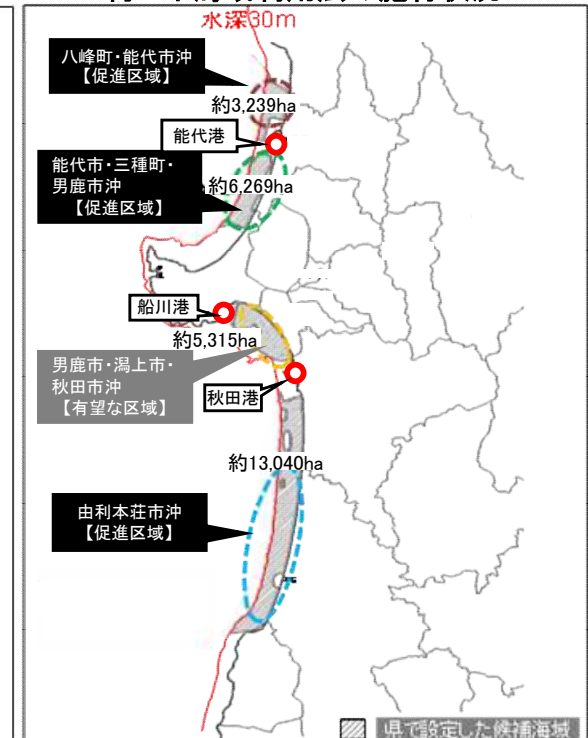 水深30m
八峰町・能代市沖
【促進区域】
約3,239ha
能代港
能代市・三種町・
男鹿市沖
【促進区域】
約6,269ha
船川港
約5,315ha
男鹿市・潟上市・
秋田市沖
【有望な区域】
秋田港
約13,040ha
由利本荘市沖
【促進区域】
県で設定した候補海域